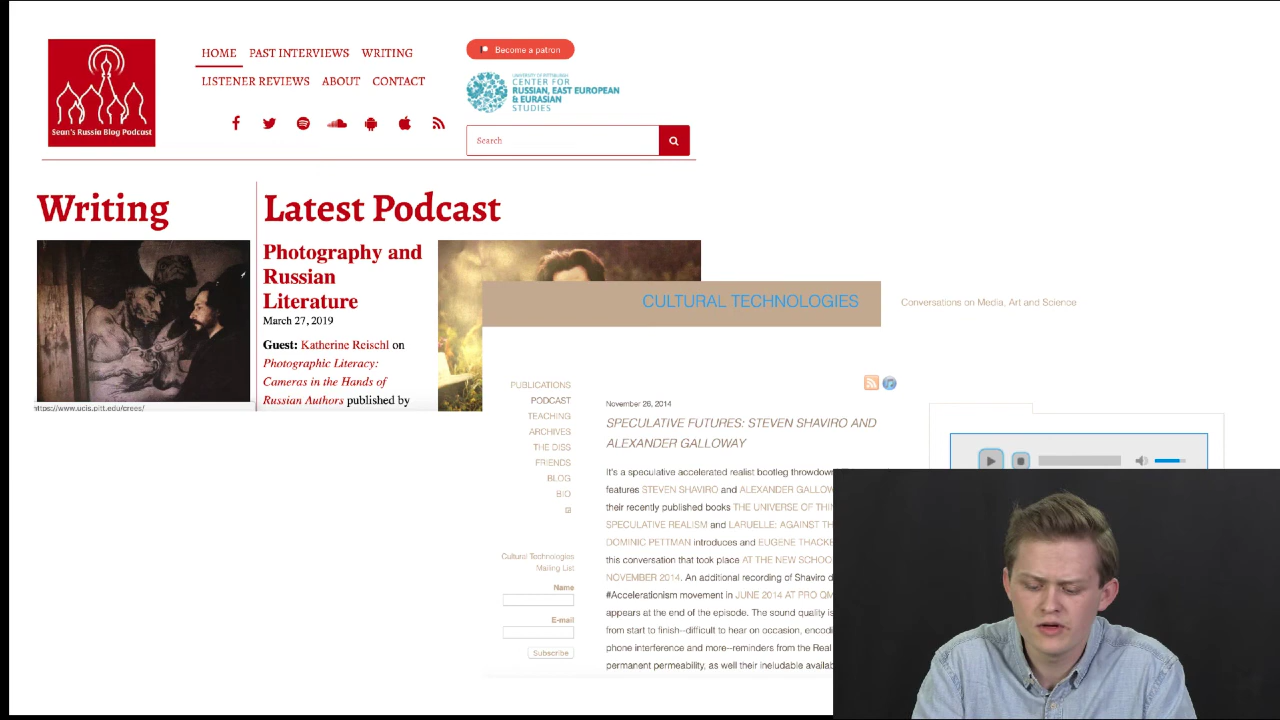 Sean's Russia Blog Podcast
HOME PAST INTERVIEWS WRITING
LISTENER REVIEWS ABOUT CONTACT
Become a patron
UNIVERSITY OF PITTSBURGH
CENTER FOR
RUSSIAN, EAST EUROPEAN
& EURASIAN
STUDIES
Search
Writing
Latest Podcast
Photography and
Russian
Literature
March 27, 2019
Guest: Katherine Reischl on
Photographic Literacy:
Cameras in the Hands of
Russian Authors published by
https://www.ucis.pitt.edu/crees/
CULTURAL TECHNOLOGIES
Conversations on Media, Art and Science
PUBLICATIONS
PODCAST
TEACHING
ARCHIVES
THE DISS
FRIENDS
BLOG
BIO
Cultural Technologies
Mailing List
Name
E-mail
Subscribe
November 26, 2014
SPECULATIVE FUTURES: STEVEN SHAVIRO AND
ALEXANDER GALLOWAY
It's a speculative accelerated realist bootleg throwdown
features STEVEN SHAVIRO and ALEXANDER GALLOW
their recently published books THE UNIVERSE OF THIN
SPECULATIVE REALISM and LARUELLE: AGAINST TH
DOMINIC PETTMAN introduces and EUGENE THACKE
this conversation that took place AT THE NEW SCHOO
NOVEMBER 2014. An additional recording of Shaviro d
#Accelerationism movement in JUNE 2014 AT PRO QM
appears at the end of the episode. The sound quality is
from start to finish--difficult to hear on occasion, encodi
phone interference and more--reminders from the Real
permanent permeability, as well their ineludable availab